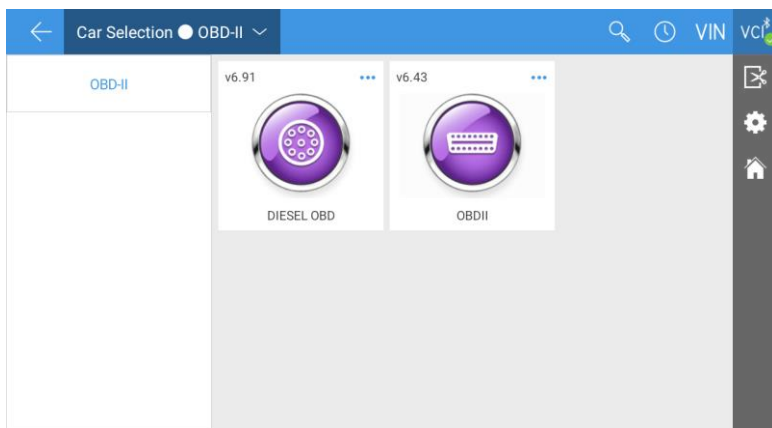 Car Selection OBD-II
VIN
VCI
OBD-II
v6.91
v6.43
DIESEL OBD
OBDII